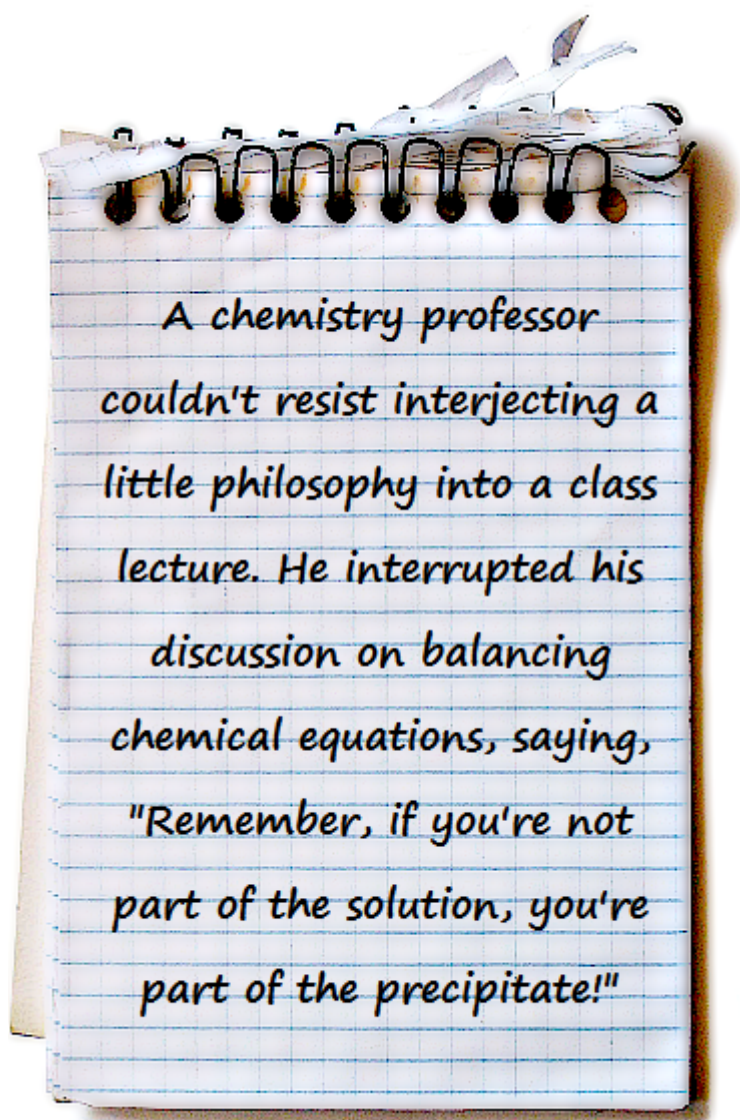 A chemistry professor
couldn't resist interjecting a
little philosophy into a class
lecture. He interrupted his
discussion on balancing
chemical equations, saying,
"Remember, if you're not
part of the solution, you're
part of the precipitate!"